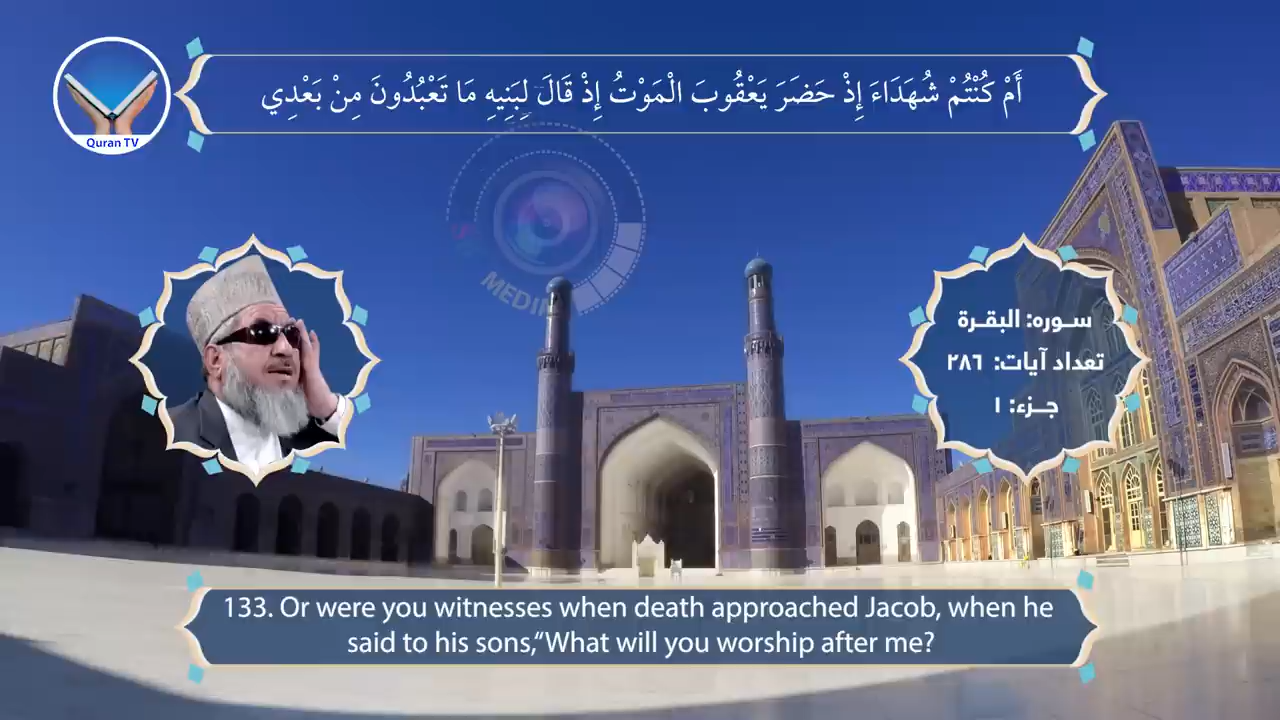 أَمْ كُنْتُمْ شُهَدَاءَ إِذْ حَضَرَ يَعْقُوبَ الْمَوْتُ إِذْ قَالَ لِبَنِيهِ مَا تَعْبُدُونَ مِنْ بَعْدِي
Quran TV
سوره: البقرة
تعداد آیات: ٢٨٦
جزء: ١
133. Or were you witnesses when death approached Jacob, when he
said to his sons,“What will you worship after me?